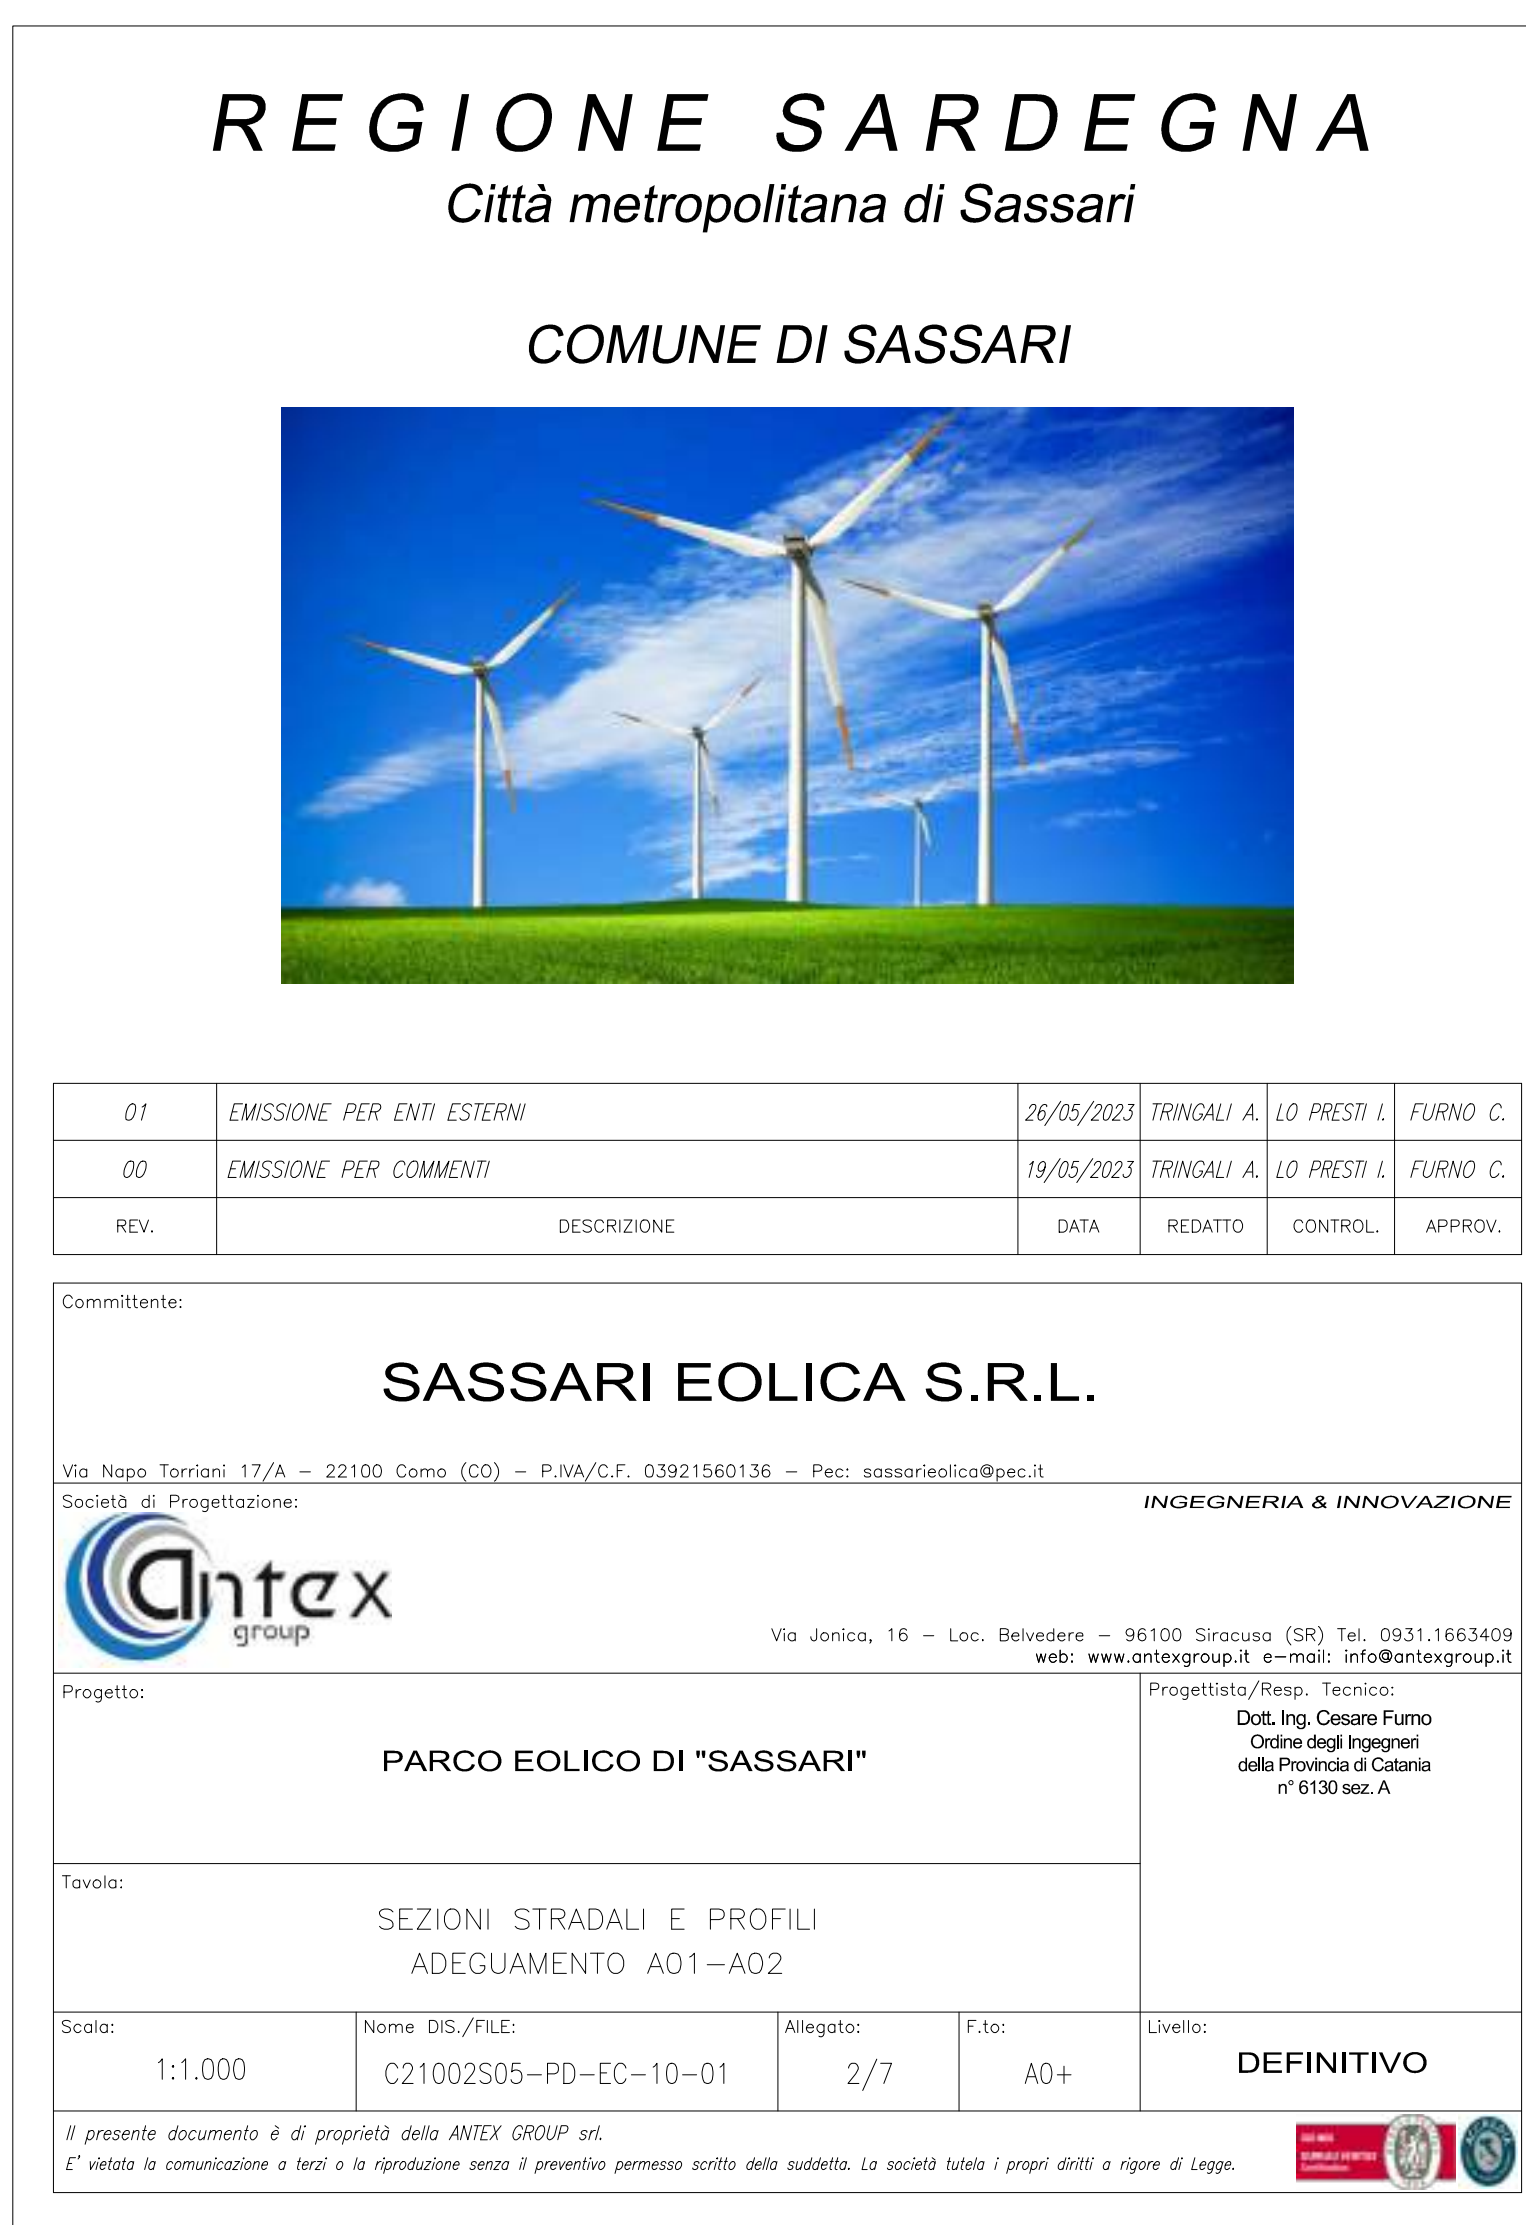 REGIONE SARDEGNA
Città metropolitana di Sassari
COMUNE DI SASSARI
01 EMISSIONE PER ENTI ESTERNI 26/05/2023 TRINGALI A. LO PRESTI I. FURNO C.
00 EMISSIONE PER COMMENTI 19/05/2023 TRINGALI A. LO PRESTI I. FURNO C.
REV. DESCRIZIONE DATA REDATTO CONTROL. APPROV.
Committente:
SASSARI EOLICA S.R.L.
Via Napo Torriani 17/A – 22100 Como (CO) – P.IVA/C.F. 03921560136 – Pec: sassarieolica@pec.it
Società di Progettazione:
INGEGNERIA & INNOVAZIONE
antex
group
Via Jonica, 16 – Loc. Belvedere – 96100 Siracusa (SR) Tel. 0931.1663409
web: www.antexgroup.it e-mail: info@antexgroup.it
Progetto:
PARCO EOLICO DI "SASSARI"
Progettista/Resp. Tecnico:
Dott. Ing. Cesare Furno
Ordine degli Ingegneri
della Provincia di Catania
n° 6130 sez. A
Tavola:
SEZIONI STRADALI E PROFILI
ADEGUAMENTO A01-A02
Scala: Nome DIS./FILE: Allegato: F.to: Livello:
1:1.000 C21002S05-PD-EC-10-01 2/7 A0+ DEFINITIVO
Il presente documento è di proprietà della ANTEX GROUP srl.
E' vietata la comunicazione a terzi o la riproduzione senza il preventivo permesso scritto della suddetta. La società tutela i propri diritti a rigore di Legge.